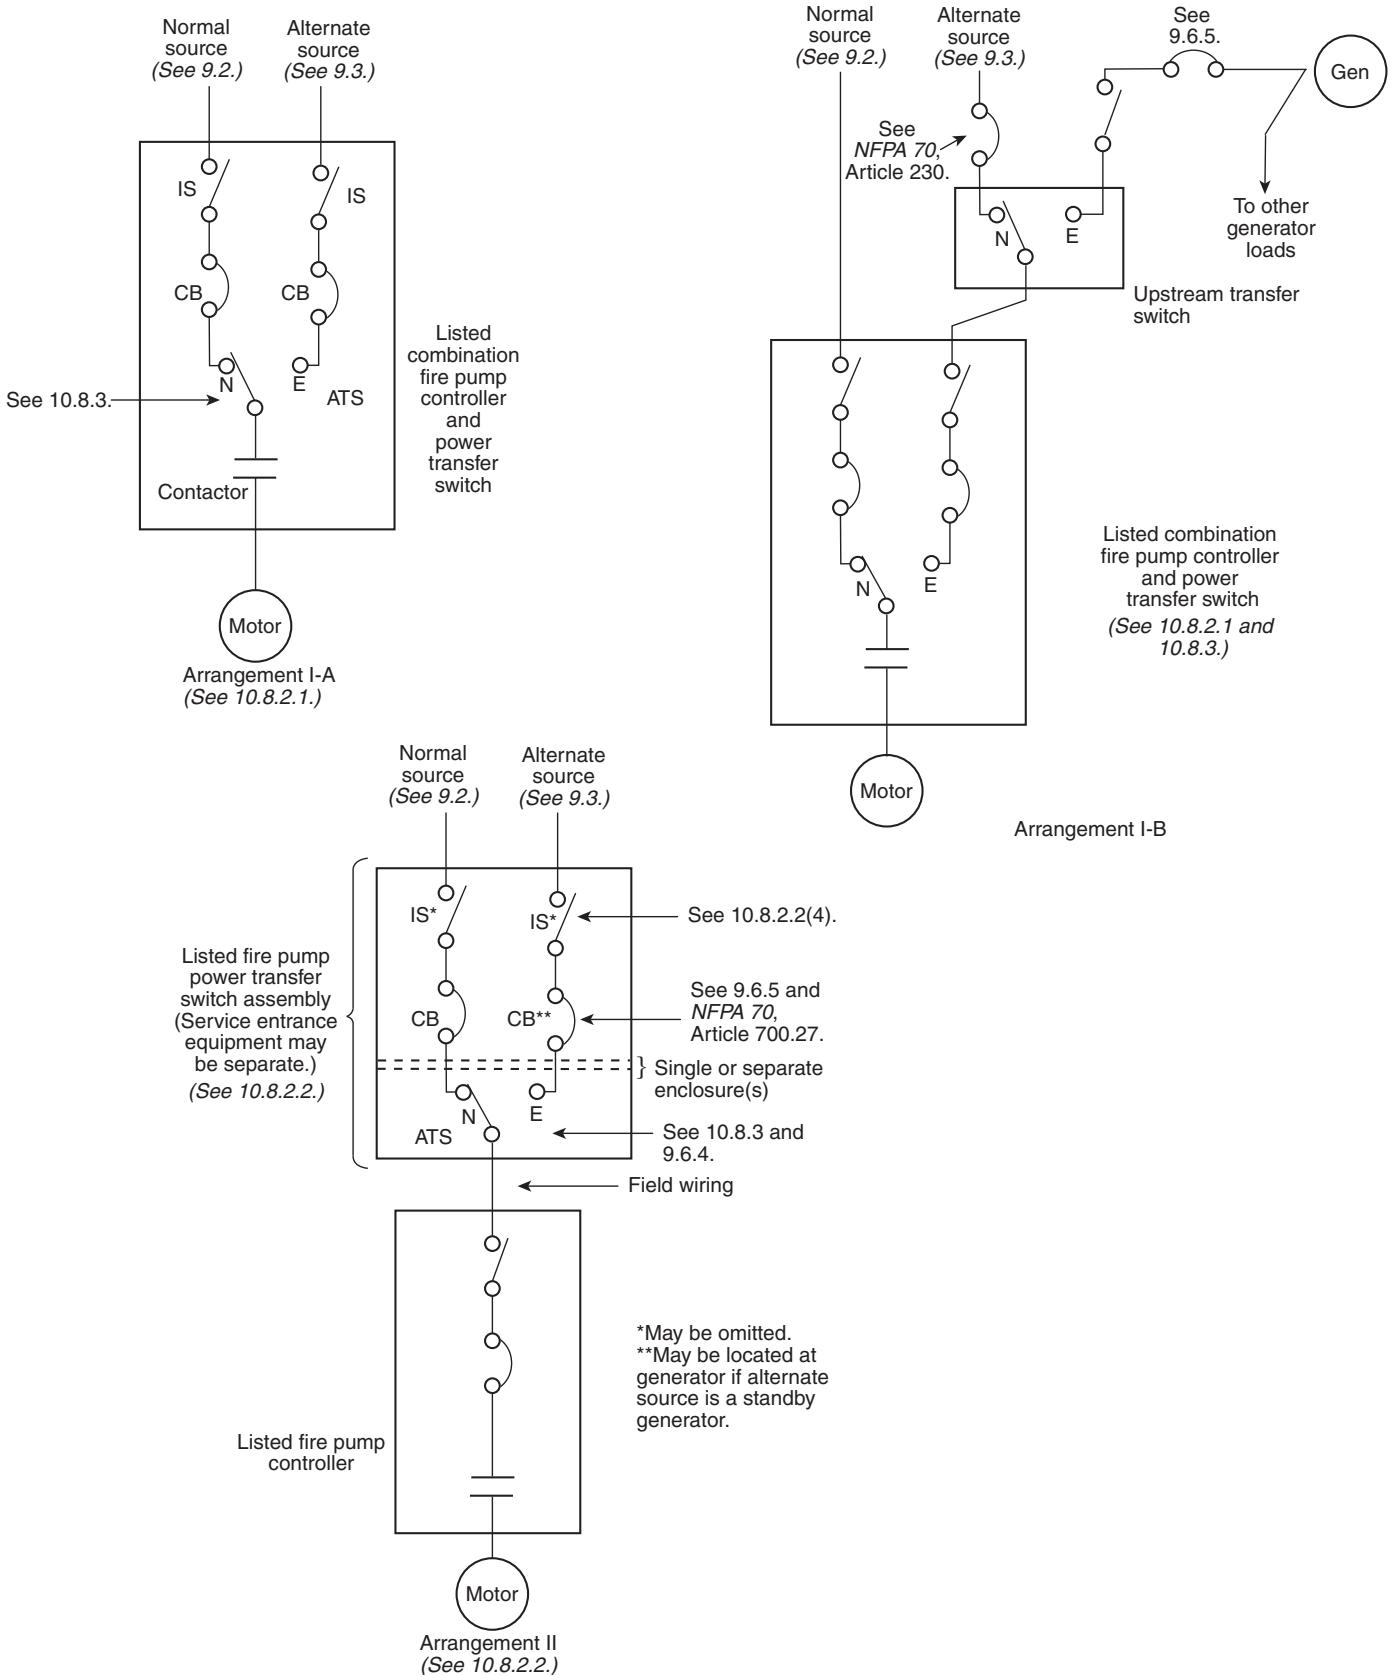 Normal
source
(See 9.2.)
Alternate
source
(See 9.3.)
IS
IS
CB
CB
N
E
ATS
See 10.8.3.
Contactor
Listed
combination
fire pump
controller
and
power
transfer
switch
Motor
Arrangement I-A
(See 10.8.2.1.)
Normal
source
(See 9.2.)
Alternate
source
(See 9.3.)
See
9.6.5.
Gen
See
NFPA 70,
Article 230.
N
E
To other
generator
loads
Upstream transfer
switch
N
E
Listed combination
fire pump controller
and power
transfer switch
(See 10.8.2.1 and
10.8.3.)
Motor
Arrangement I-B
Normal
source
(See 9.2.)
Alternate
source
(See 9.3.)
IS*
IS*
See 10.8.2.2(4).
Listed fire pump
power transfer
switch assembly
(Service entrance
equipment may
be separate.)
(See 10.8.2.2.)
CB
CB**
See 9.6.5 and
NFPA 70,
Article 700.27.
Single or separate
enclosure(s)
N
E
ATS
See 10.8.3 and
9.6.4.
Field wiring
*May be omitted.
**May be located at
generator if alternate
source is a standby
generator.
Listed fire pump
controller
Motor
Arrangement II
(See 10.8.2.2.)